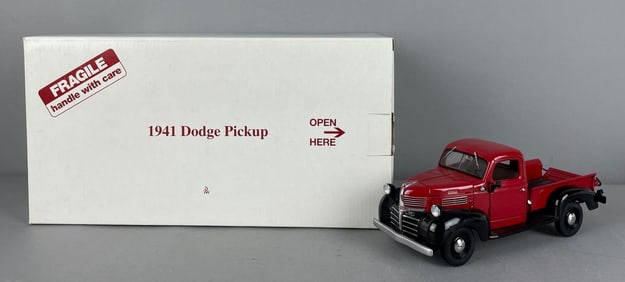 FRAGILE
handle with care
1941 Dodge Pickup
OPEN
HERE